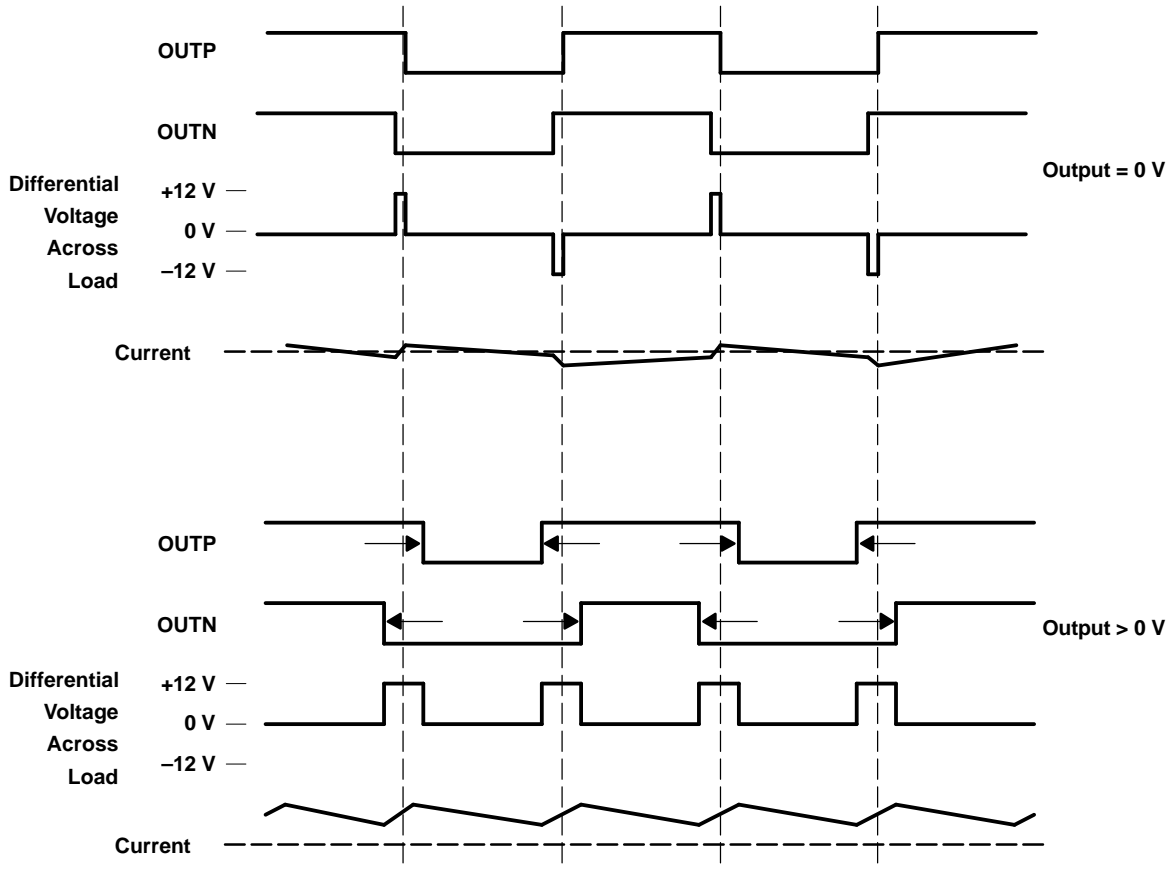 OUTP
OUTN
Output = 0 V
Differential
Voltage
Across
Load
+12 V
0 V
–12 V
Current
OUTP
OUTN
Output > 0 V
Differential
Voltage
Across
Load
+12 V
0 V
–12 V
Current